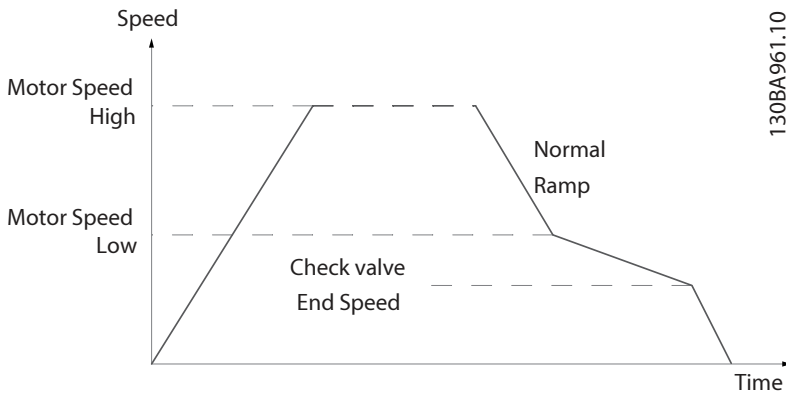 Speed
130BA961.10
Motor Speed
High
Normal
Ramp
Motor Speed
Low
Check valve
End Speed
Time